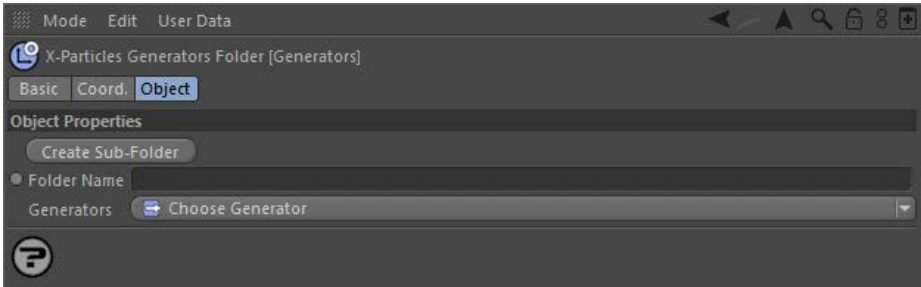 Mode Edit User Data
X-Particles Generators Folder [Generators]
Basic Coord. Object
Object Properties
Create Sub-Folder
Folder Name
Generators Choose Generator